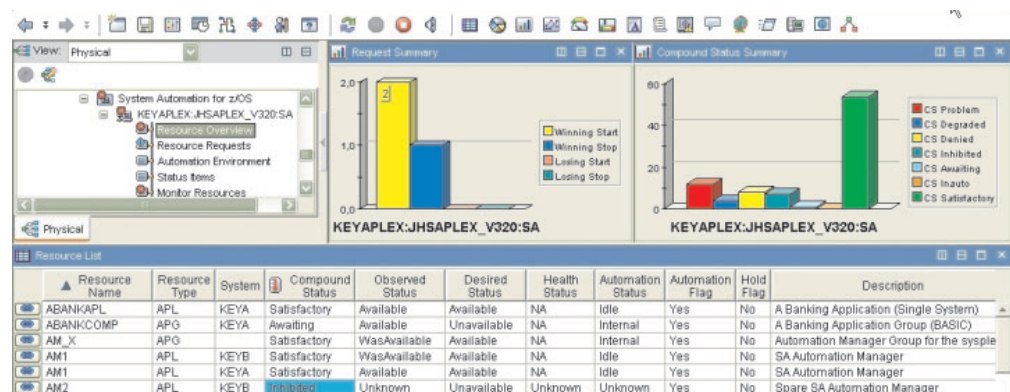 View: Physical
System Automation for z/OS
KEYAPLEX:JHSAPLEX_V320:SA
Resource Overview
Resource Requests
Automation Environment
Status Items
Monitor Resources
Physical
Request Summary
2,0
2
1,0
0,0
Winning Start
Winning Stop
Losing Start
Losing Stop
KEYAPLEX:JHSAPLEX_V320:SA
Compound Status Summary
60
40
20
0
CS Problem
CS Degraded
CS Denied
CS Inhibited
CS Awaiting
CS Inauto
CS Satisfactory
KEYAPLEX:JHSAPLEX_V320:SA
Resource List
Resource Name Resource Type System Compound Status Observed Status Desired Status Health Status Automation Status Automation Flag Hold Flag Description
ABANKAPL APL KEYA Satisfactory Available Available NA Idle Yes No A Banking Application (Single System)
ABANKCOMP APG KEYA Awaiting Available Unavailable NA Internal Yes No A Banking Application Group (BASIC)
AM_X APG Satisfactory WasAvailable Available NA Internal Yes No Automation Manager Group for the sysple
AM1 APL KEYB Satisfactory WasAvailable Available NA Idle Yes No SA Automation Manager
AM1 APL KEYA Satisfactory Available Available NA Idle Yes No SA Automation Manager
AM2 APL KEYB Inhibited Unknown Unavailable Unknown Unknown Yes No Spare SA Automation Manager